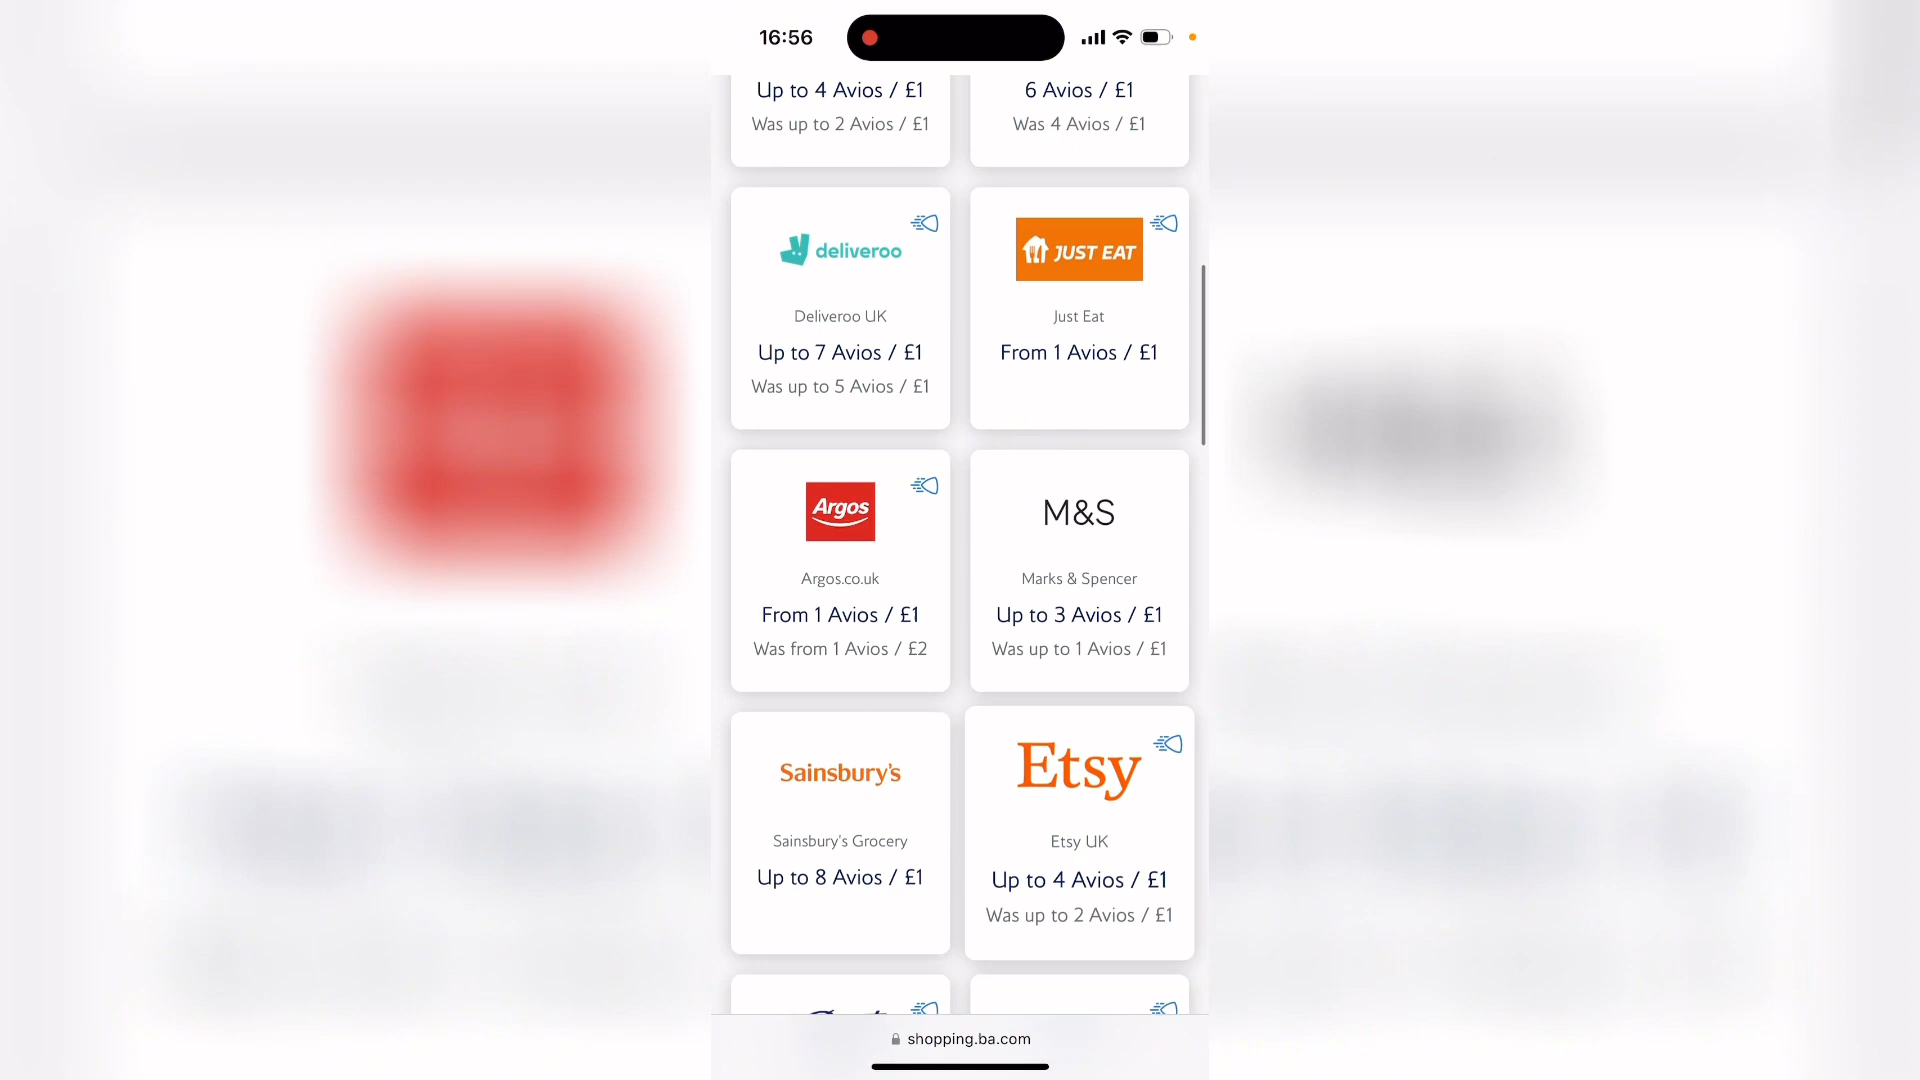 16:56
Up to 4 Avios / £1
Was up to 2 Avios / £1
6 Avios / £1
Was 4 Avios / £1
deliveroo
Deliveroo UK
Up to 7 Avios / £1
Was up to 5 Avios / £1
JUST EAT
Just Eat
From 1 Avios / £1
Argos
Argos.co.uk
From 1 Avios / £1
Was from 1 Avios / £2
M&S
Marks & Spencer
Up to 3 Avios / £1
Was up to 1 Avios / £1
Sainsbury's
Sainsbury's Grocery
Up to 8 Avios / £1
Etsy
Etsy UK
Up to 4 Avios / £1
Was up to 2 Avios / £1
shopping.ba.com